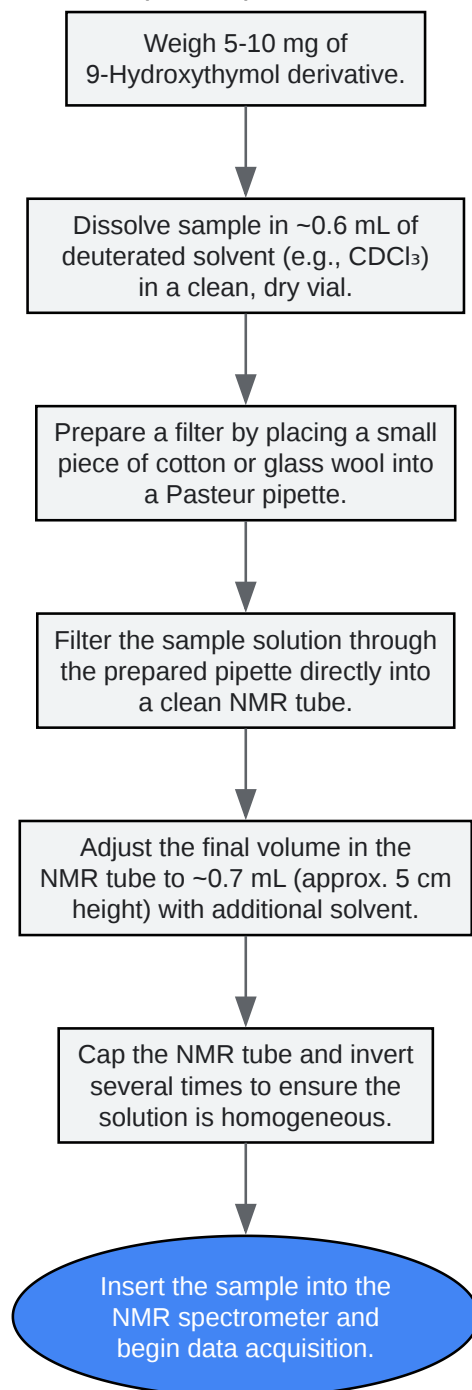 Weigh 5-10 mg of
9-Hydroxythymol derivative.
Dissolve sample in ~0.6 mL of
deuterated solvent (e.g., CDCl₃)
in a clean, dry vial.
Prepare a filter by placing a small
piece of cotton or glass wool into
a Pasteur pipette.
Filter the sample solution through
the prepared pipette directly into
a clean NMR tube.
Adjust the final volume in the
NMR tube to ~0.7 mL (approx. 5 cm
height) with additional solvent.
Cap the NMR tube and invert
several times to ensure the
solution is homogeneous.
Insert the sample into the
NMR spectrometer and
begin data acquisition.